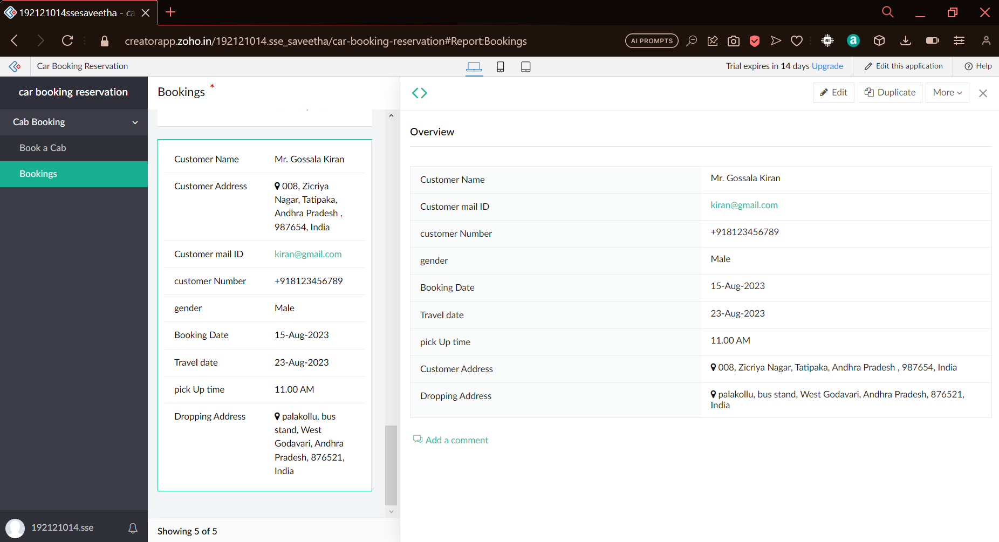 192121014ssesaveetha - ca
creatorapp.zoho.in/192121014.sse_saveetha/car-booking-reservation#Report:Bookings
AI PROMPTS
AI
a
Car Booking Reservation
Trial expires in 14 days Upgrade
Edit this application
Help
car booking reservation
Cab Booking
Book a Cab
Bookings
192121014.sse
Bookings *
Customer Name Mr. Gossala Kiran
Customer Address 008, Zicriya
Nagar, Tatipaka,
Andhra Pradesh ,
987654, India
Customer mail ID kiran@gmail.com
customer Number +918123456789
gender Male
Booking Date 15-Aug-2023
Travel date 23-Aug-2023
pick Up time 11.00 AM
Dropping Address palakollu, bus
stand, West
Godavari, Andhra
Pradesh, 876521,
India
Showing 5 of 5
Edit
Duplicate
More
Overview
Customer Name Mr. Gossala Kiran
Customer mail ID kiran@gmail.com
customer Number +918123456789
gender Male
Booking Date 15-Aug-2023
Travel date 23-Aug-2023
pick Up time 11.00 AM
Customer Address 008, Zicriya Nagar, Tatipaka, Andhra Pradesh , 987654, India
Dropping Address palakollu, bus stand, West Godavari, Andhra Pradesh, 876521,
India
Add a comment